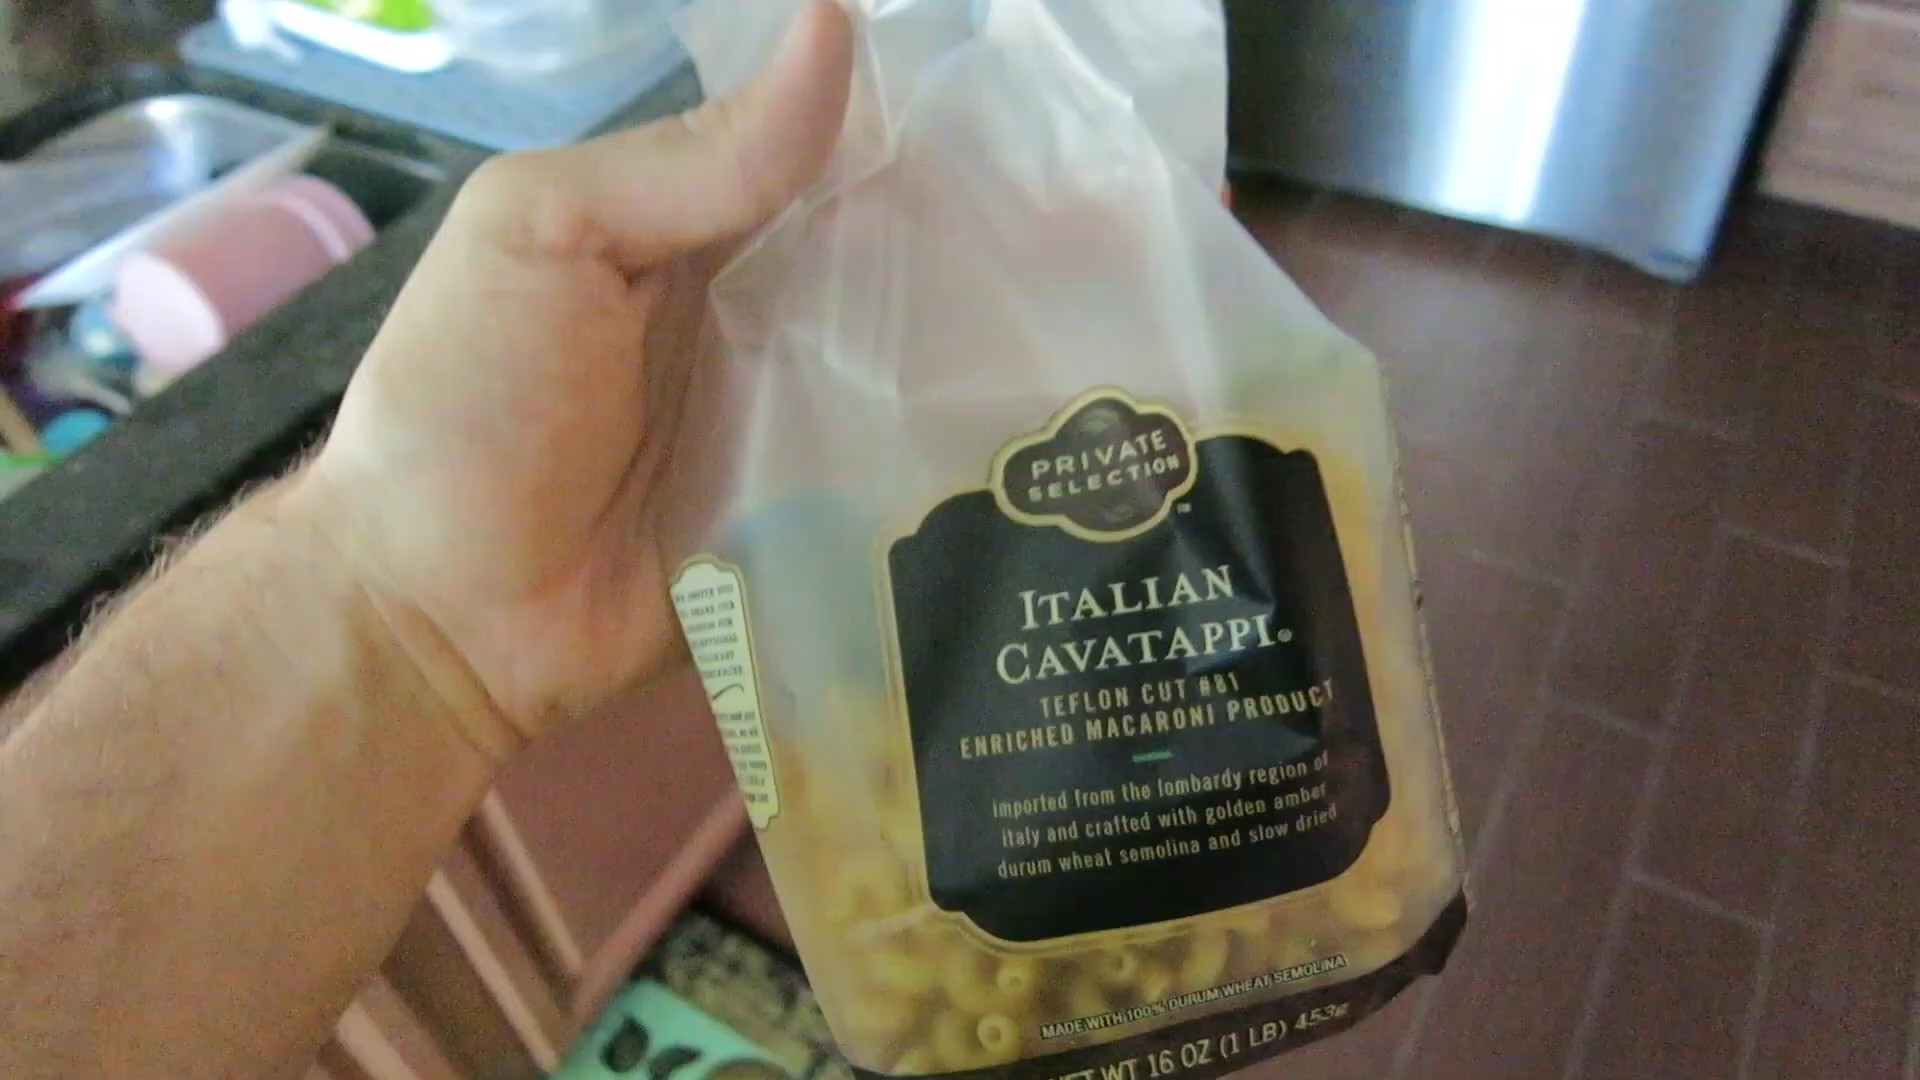 PRIVATE
SELECTION
™
ITALIAN
CAVATAPPI®
TEFLON CUT #81
ENRICHED MACARONI PRODUCT
imported from the lombardy region of
italy and crafted with golden amber
durum wheat semolina and slow dried
MADE WITH 100% DURUM WHEAT SEMOLINA
NET WT 16 OZ (1 LB) 453g